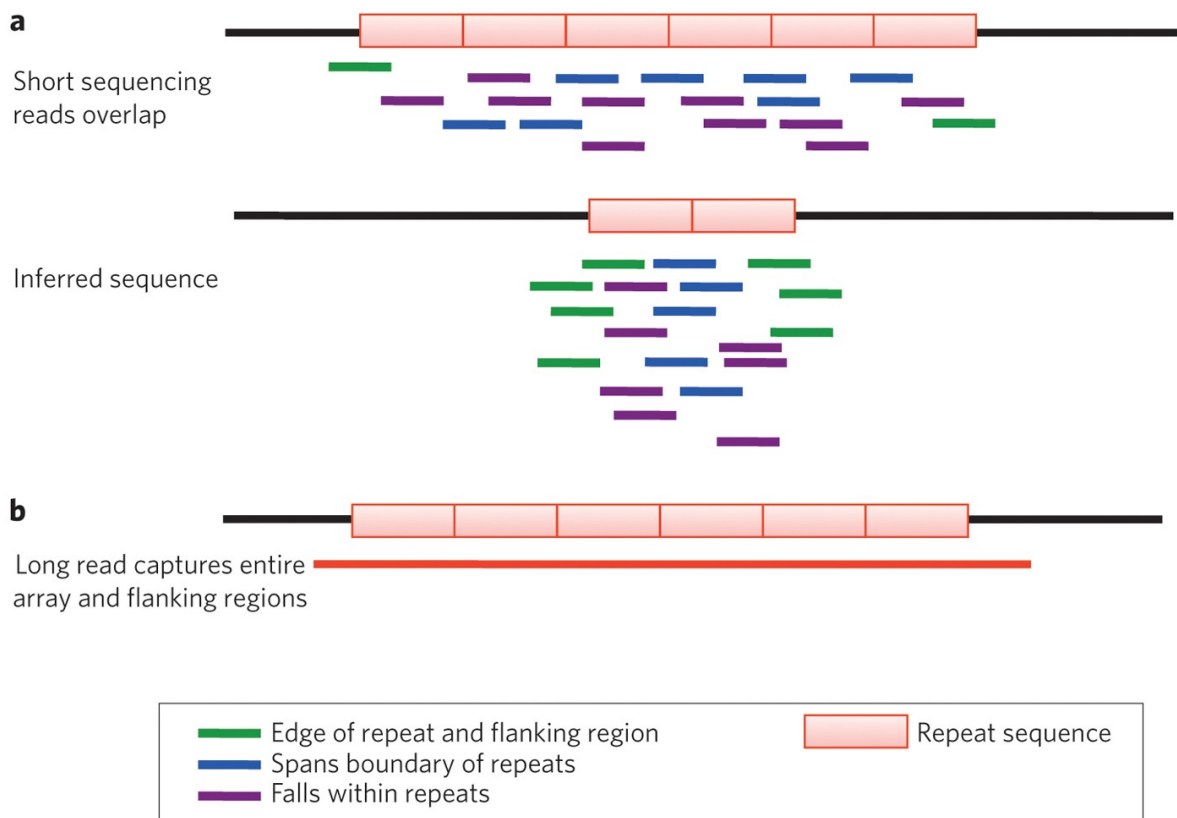 a
Short sequencing
reads overlap
Inferred sequence
b
Long read captures entire
array and flanking regions
Edge of repeat and flanking region
Repeat sequence
Spans boundary of repeats
Falls within repeats